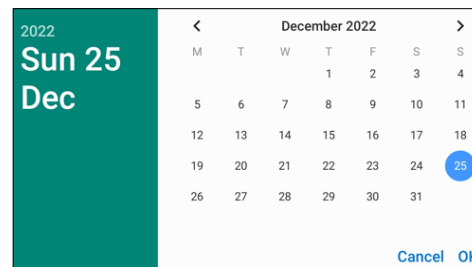 2022
Sun 25
Dec
December 2022
M T W T F S S
1 2 3 4
5 6 7 8 9 10 11
12 13 14 15 16 17 18
19 20 21 22 23 24 25
26 27 28 29 30 31
Cancel OK